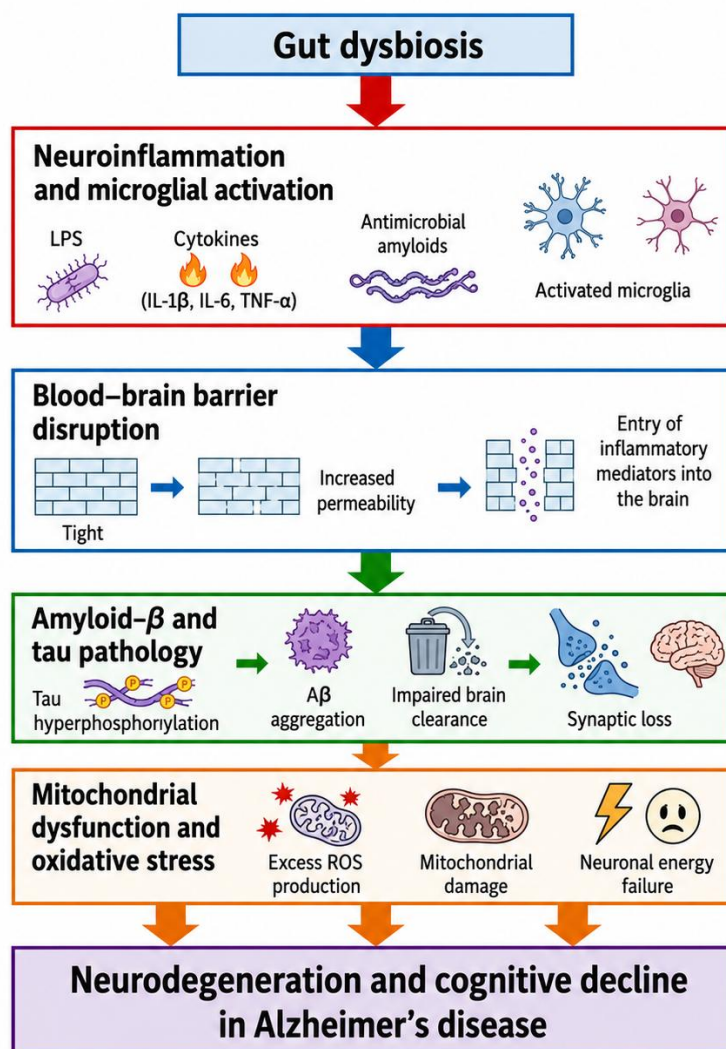 Gut dysbiosis
Neuroinflammation
and microglial activation
LPS
Cytokines
(IL-1β, IL-6, TNF-α)
Antimicrobial
amyloids
Activated microglia
Blood–brain barrier
disruption
Tight
Increased
permeability
Entry of
inflammatory
mediators into
the brain
Amyloid-β and
tau pathology
P
P
P
P
Tau
hyperphosphorylation
Aβ
aggregation
Impaired brain
clearance
Synaptic loss
Mitochondrial
dysfunction and
oxidative stress
Excess ROS
production
Mitochondrial
damage
Neuronal energy
failure
Neurodegeneration and cognitive decline
in Alzheimer's disease